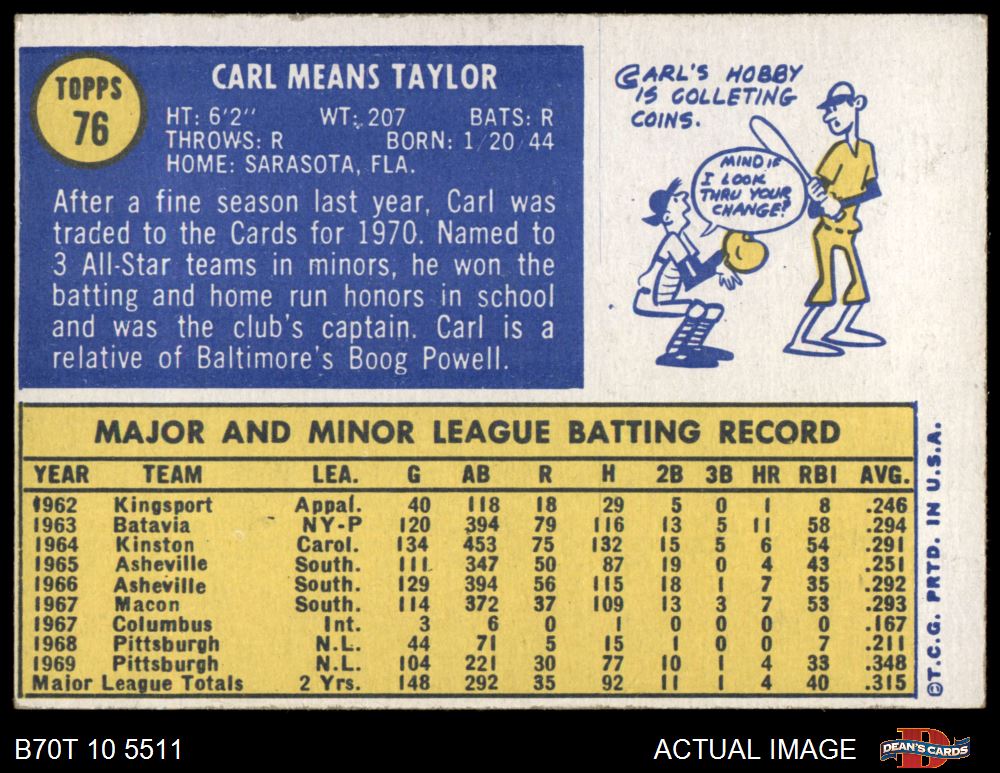 TOPPS
76
CARL MEANS TAYLOR
HT: 6'2" WT: 207 BATS: R
THROWS: R BORN: 1/20/44
HOME: SARASOTA, FLA.
After a fine season last year, Carl was
traded to the Cards for 1970. Named to
3 All-Star teams in minors, he won the
batting and home run honors in school
and was the club's captain. Carl is a
relative of Baltimore's Boog Powell.
CARL'S HOBBY
IS COLLETING
COINS.
MIND IF
I LOOK
THRU YOUR
CHANGE?
MAJOR AND MINOR LEAGUE BATTING RECORD
YEAR TEAM LEA. G AB R H 2B 3B HR RBI AVG.
1962 Kingsport Appal. 40 118 18 29 5 0 1 8 .246
1963 Batavia NY-P 120 394 79 116 13 5 11 58 .294
1964 Kinston Carol. 134 453 75 132 15 5 6 54 .291
1965 Asheville South. 111 347 50 87 19 0 4 43 .251
1966 Asheville South. 129 394 56 115 18 1 7 35 .292
1967 Macon South. 114 372 37 109 13 3 7 53 .293
1967 Columbus Int. 3 6 0 1 0 0 0 0 .167
1968 Pittsburgh N.L. 44 71 5 15 1 0 0 7 .211
1969 Pittsburgh N.L. 104 221 30 77 10 1 4 33 .348
Major League Totals 2 Yrs. 148 292 35 92 11 1 4 40 .315
©T.C.G. PRTD. IN U.S.A.
B70T 10 5511 ACTUAL IMAGE
DEAN'S CARDS